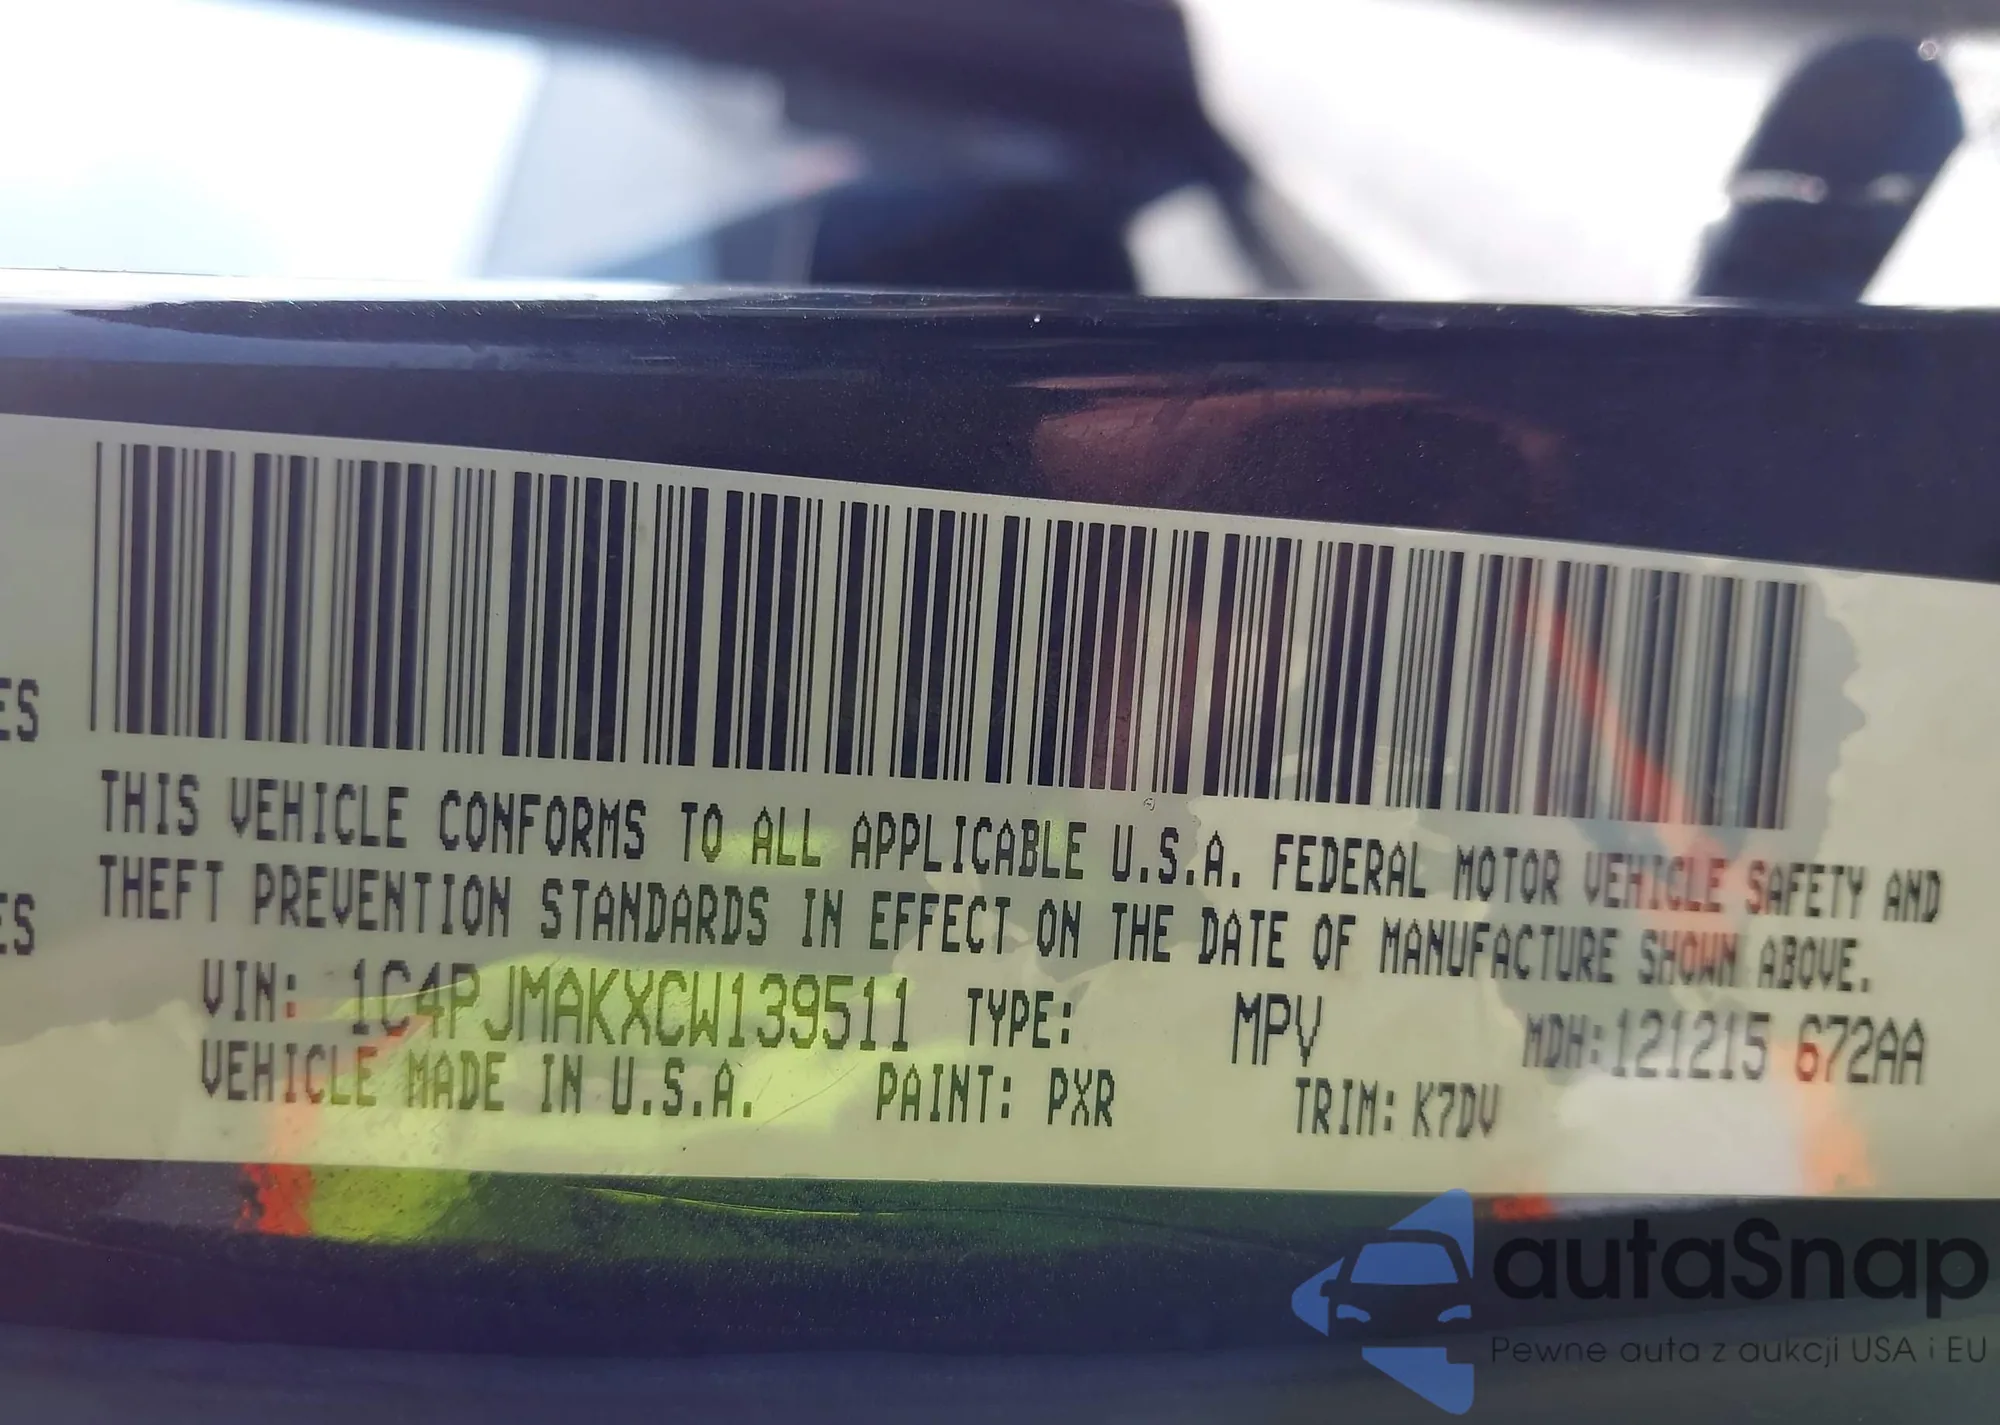 ES
THIS VEHICLE CONFORMS TO ALL APPLICABLE U.S.A. FEDERAL MOTOR VEHICLE SAFETY AND
THEFT PREVENTION STANDARDS IN EFFECT ON THE DATE OF MANUFACTURE SHOWN ABOVE.
ES
VIN: 1C4PJMAKXCW139511 TYPE: MPV MDH:121215 672AA
VEHICLE MADE IN U.S.A. PAINT: PXR TRIM: K7DV
autaSnap
Pewne auta z aukcji USA i EU